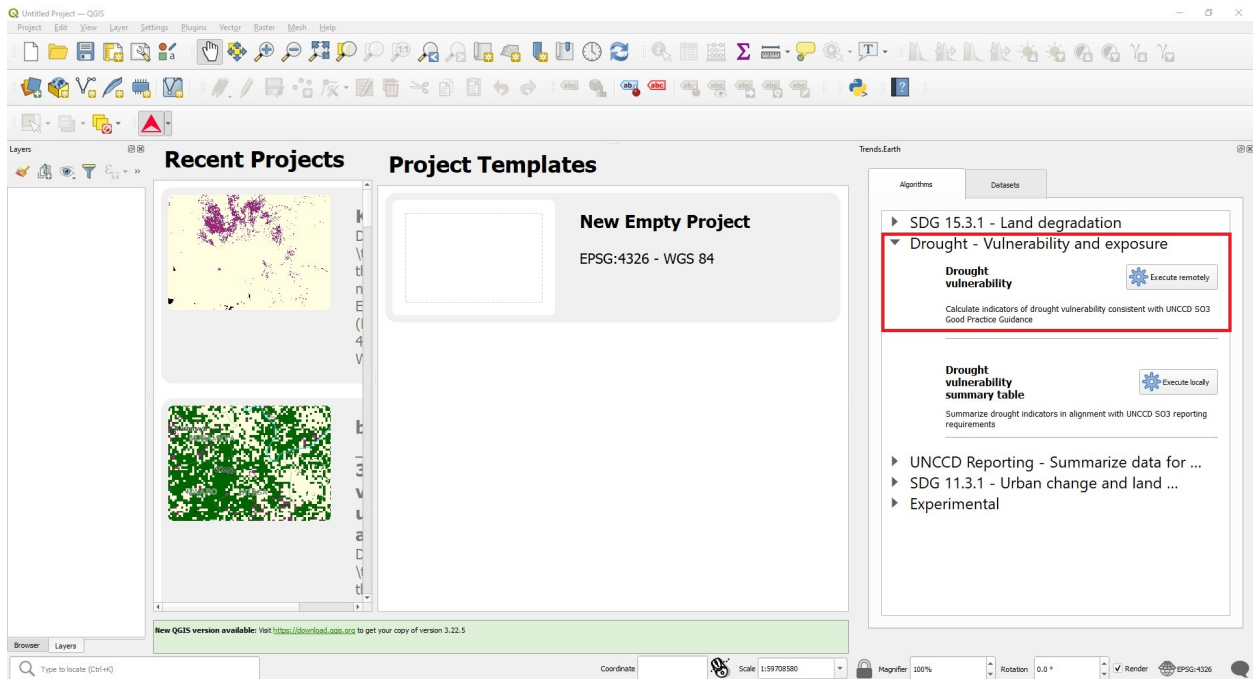 Untitled Project — QGIS
Project Edit View Layer Settings Plugins Vector Raster Mesh Help
Layers
Recent Projects
Project Templates
New Empty Project
EPSG:4326 - WGS 84
Trends.Earth
Algorithms
Datasets
SDG 15.3.1 - Land degradation
Drought - Vulnerability and exposure
Drought
vulnerability
Execute remotely
Calculate indicators of drought vulnerability consistent with UNCCD SO3
Good Practice Guidance
Drought
vulnerability
summary table
Execute locally
Summarize drought indicators in alignment with UNCCD SO3 reporting
requirements
UNCCD Reporting - Summarize data for ...
SDG 11.3.1 - Urban change and land ...
Experimental
New QGIS version available: Visit https://download.qgis.org to get your copy of version 3.22.5
Browser
Layers
Type to locate (Ctrl+K)
Coordinate
Scale 1:59708580
Magnifier 100%
Rotation 0.0 °
Render
EPSG:4326